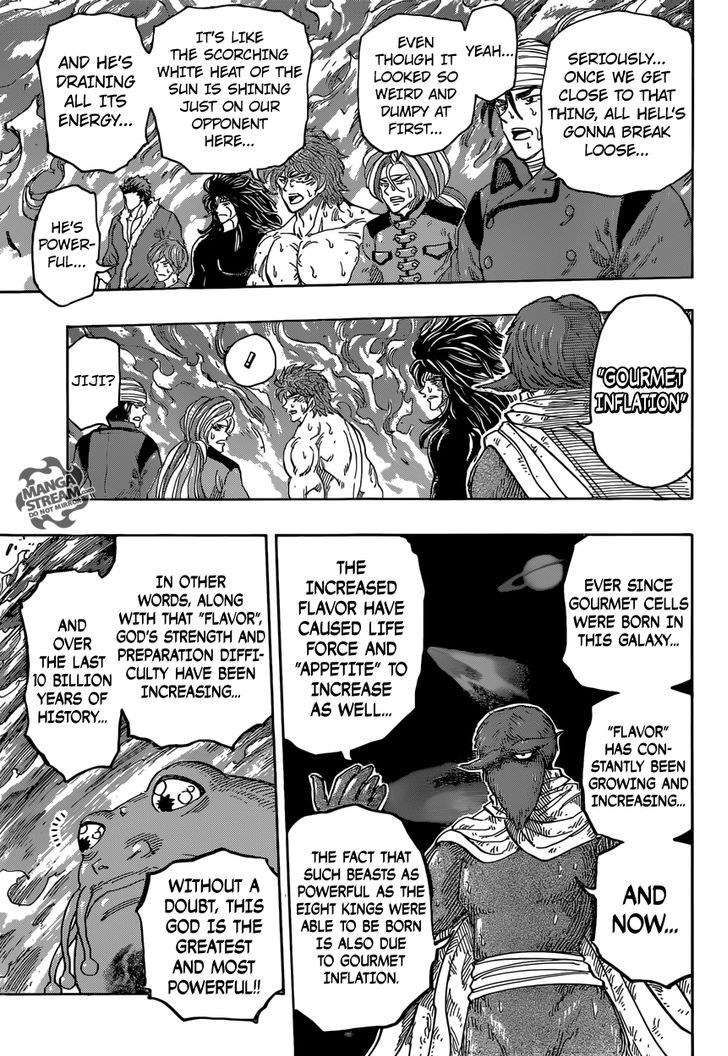 SERIOUSLY...
ONCE WE GET
CLOSE TO THAT
THING, ALL HELL'S
GONNA BREAK
LOOSE...
YEAH...
EVEN
THOUGH IT
LOOKED SO
WEIRD AND
DUMPY AT
FIRST...
IT'S LIKE
THE SCORCHING
WHITE HEAT OF THE
SUN IS SHINING
JUST ON OUR
OPPONENT
HERE...
AND HE'S
DRAINING
ALL ITS
ENERGY...
HE'S
POWER-
FUL...
"GOURMET
INFLATION"
!
JIJI?
MANGA
STREAM.COM
DO NOT MIRROR
EVER SINCE
GOURMET CELLS
WERE BORN IN
THIS GALAXY...
"FLAVOR"
HAS CON-
STANTLY BEEN
GROWING AND
INCREASING...
AND
NOW...
THE
INCREASED
FLAVOR HAVE
CAUSED LIFE
FORCE AND
"APPETITE" TO
INCREASE
AS WELL...
THE FACT THAT
SUCH BEASTS AS
POWERFUL AS THE
EIGHT KINGS WERE
ABLE TO BE BORN
IS ALSO DUE
TO GOURMET
INFLATION.
IN OTHER
WORDS, ALONG
WITH THAT "FLAVOR",
GOD'S STRENGTH AND
PREPARATION DIFFI-
CULTY HAVE BEEN
INCREASING...
AND
OVER
THE LAST
10 BILLION
YEARS OF
HISTORY...
WITHOUT A
DOUBT, THIS
GOD IS THE
GREATEST
AND MOST
POWERFUL!!